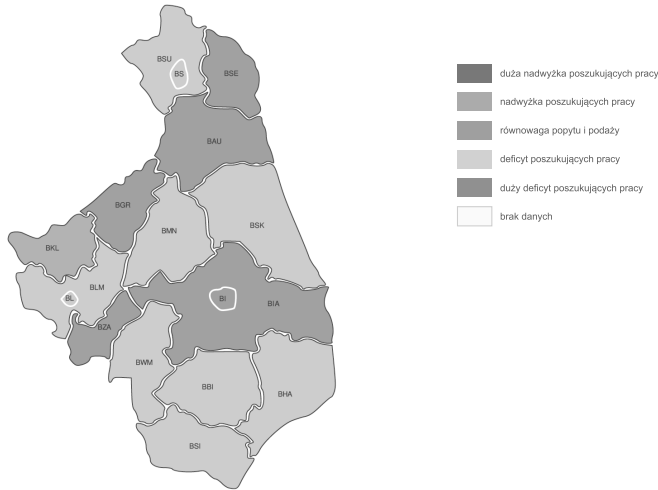 BSU
BS
BSE
BAU
BGR
BMN
BSK
BKL
BLM
BL
BI
BIA
BZA
BWM
BBI
BHA
BSI
duża nadwyżka poszukujących pracy
nadwyżka poszukujących pracy
równowaga popytu i podaży
deficyt poszukujących pracy
duży deficyt poszukujących pracy
brak danych